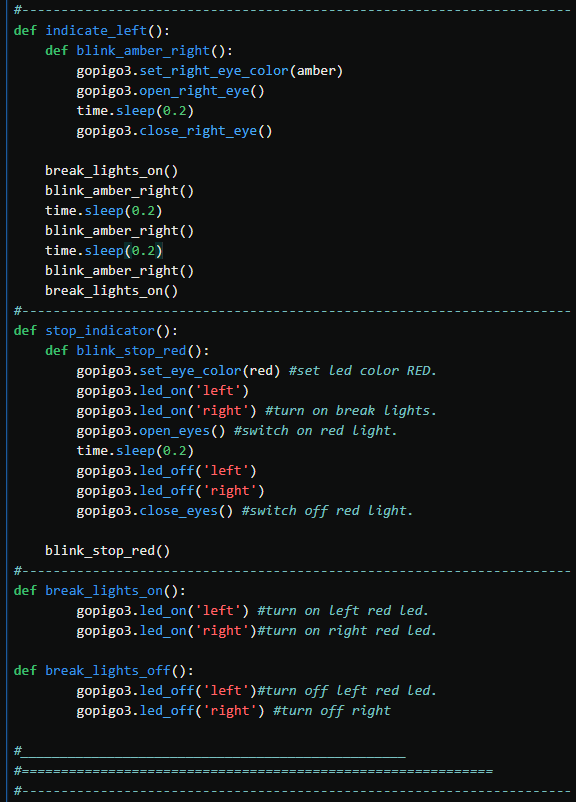 #----------------------------------------------------------------------
def indicate_left():
    def blink_amber_right():
        gopigo3.set_right_eye_color(amber)
        gopigo3.open_right_eye()
        time.sleep(0.2)
        gopigo3.close_right_eye()

    break_lights_on()
    blink_amber_right()
    time.sleep(0.2)
    blink_amber_right()
    time.sleep(0.2)
    blink_amber_right()
    break_lights_on()
#----------------------------------------------------------------------
def stop_indicator():
    def blink_stop_red():
        gopigo3.set_eye_color(red) #set led color RED.
        gopigo3.led_on('left')
        gopigo3.led_on('right') #turn on break lights.
        gopigo3.open_eyes() #switch on red light.
        time.sleep(0.2)
        gopigo3.led_off('left')
        gopigo3.led_off('right')
        gopigo3.close_eyes() #switch off red light.

    blink_stop_red()
#----------------------------------------------------------------------
def break_lights_on():
        gopigo3.led_on('left') #turn on left red led.
        gopigo3.led_on('right')#turn on right red led.

def break_lights_off():
        gopigo3.led_off('left')#turn off left red led.
        gopigo3.led_off('right') #turn off right

#_________________________________________________
#============================================================
#----------------------------------------------------------------------